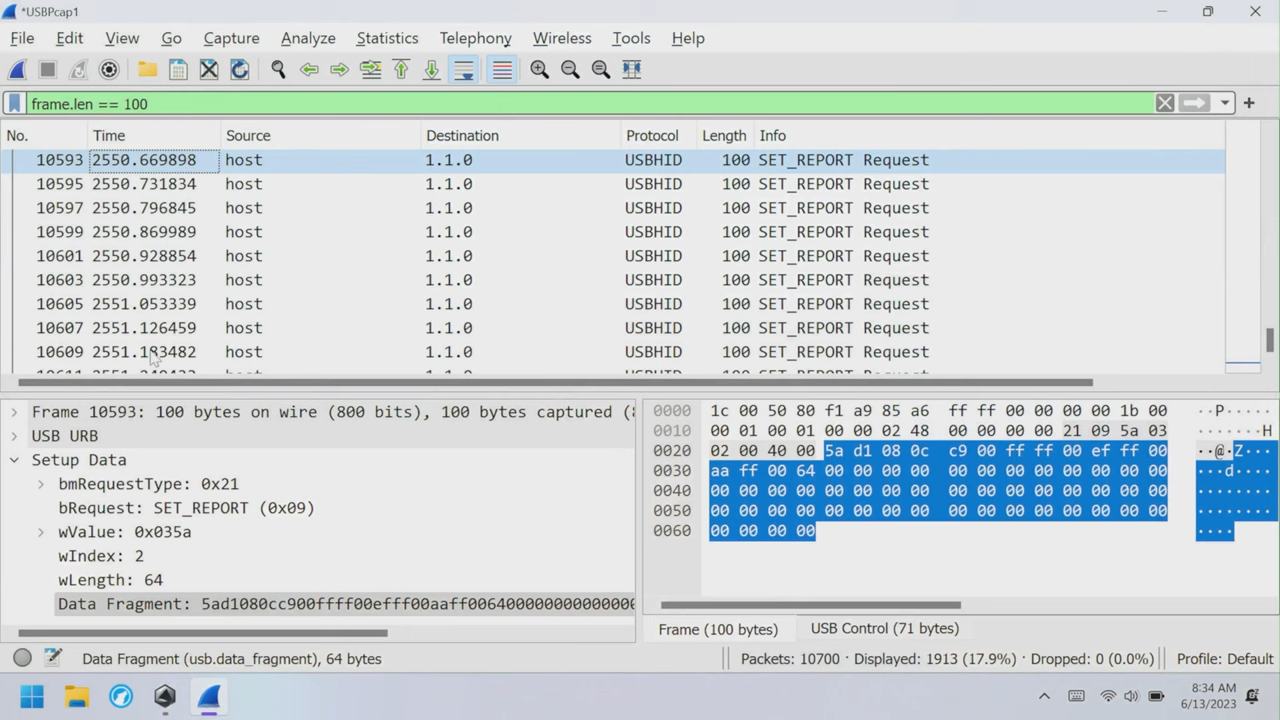 *USBPcap1
File Edit View Go Capture Analyze Statistics Telephony Wireless Tools Help
frame.len == 100
No. Time Source Destination Protocol Length Info
10593 2550.669898 host 1.1.0 USBHID 100 SET_REPORT Request
10595 2550.731834 host 1.1.0 USBHID 100 SET_REPORT Request
10597 2550.796845 host 1.1.0 USBHID 100 SET_REPORT Request
10599 2550.869989 host 1.1.0 USBHID 100 SET_REPORT Request
10601 2550.928854 host 1.1.0 USBHID 100 SET_REPORT Request
10603 2550.993323 host 1.1.0 USBHID 100 SET_REPORT Request
10605 2551.053339 host 1.1.0 USBHID 100 SET_REPORT Request
10607 2551.126459 host 1.1.0 USBHID 100 SET_REPORT Request
10609 2551.183482 host 1.1.0 USBHID 100 SET_REPORT Request
Frame 10593: 100 bytes on wire (800 bits), 100 bytes captured (8
USB URB
Setup Data
bmRequestType: 0x21
bRequest: SET_REPORT (0x09)
wValue: 0x035a
wIndex: 2
wLength: 64
Data Fragment: 5ad1080cc900ffff00efff00aaff0064000000000000000
0000 1c 00 50 80 f1 a9 85 a6 ff ff 00 00 00 00 1b 00 ··P·····
0010 00 01 00 01 00 00 02 48 00 00 00 00 21 09 5a 03 ·······H
0020 02 00 40 00 5a d1 08 0c c9 00 ff ff 00 ef ff 00 ··@·Z···
0030 aa ff 00 64 00 00 00 00 00 00 00 00 00 00 00 00 ···d····
0040 00 00 00 00 00 00 00 00 00 00 00 00 00 00 00 00 ········
0050 00 00 00 00 00 00 00 00 00 00 00 00 00 00 00 00 ········
0060 00 00 00 00 ····
Frame (100 bytes) USB Control (71 bytes)
Data Fragment (usb.data_fragment), 64 bytes Packets: 10700 · Displayed: 1913 (17.9%) · Dropped: 0 (0.0%) Profile: Default
8:34 AM
6/13/2023